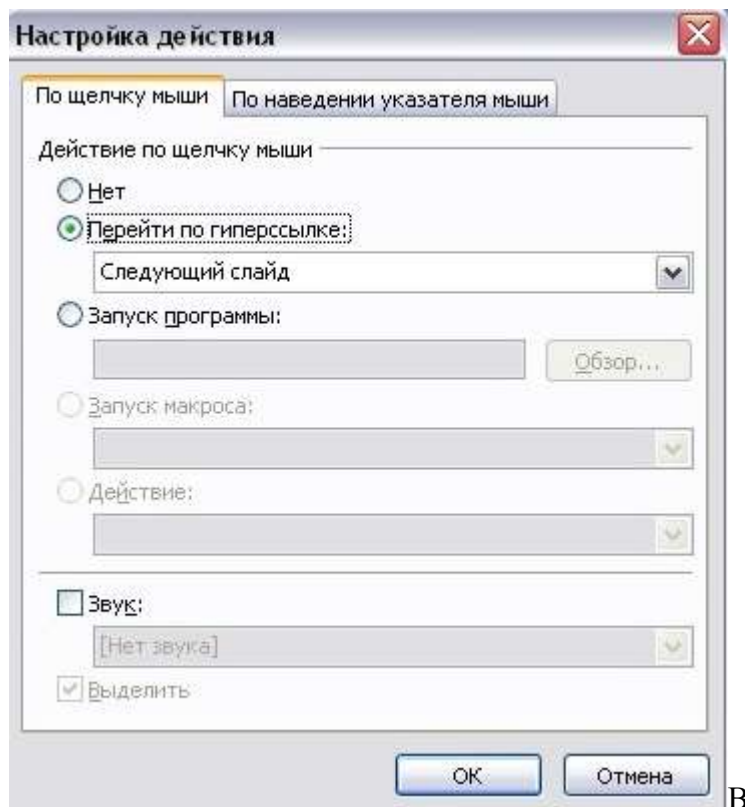 Настройка действия
По щелчку мыши По наведении указателя мыши
Действие по щелчку мыши
Нет
Перейти по гиперссылке:
Следующий слайд
Запуск программы:
Обзор...
Запуск макроса:
Действие:
Звук:
[Нет звука]
Выделить
ОК Отмена
В